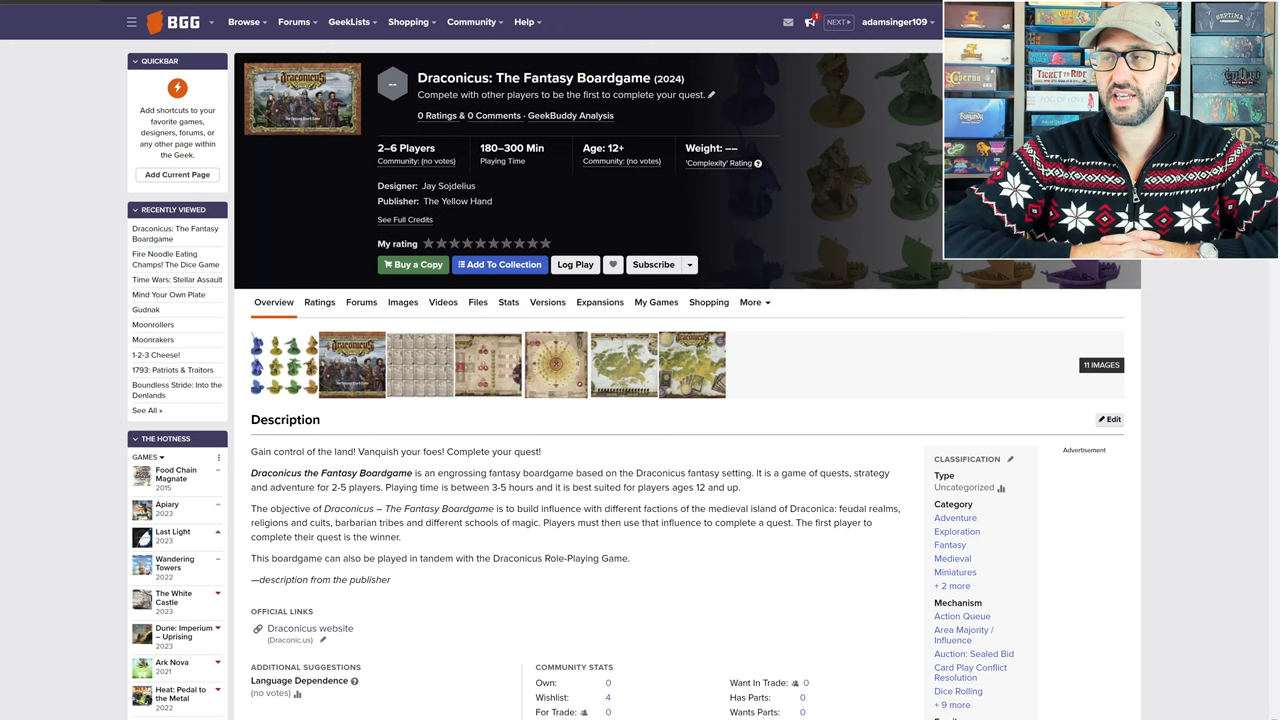 BGG
Browse
Forums
GeekLists
Shopping
Community
Help
1
NEXT
adamsinger109
QUICKBAR
Add shortcuts to your
favorite games,
designers, forums, or
any other page within
the Geek.
Add Current Page
RECENTLY VIEWED
Draconicus: The Fantasy
Boardgame
Fire Noodle Eating
Champs! The Dice Game
Time Wars: Stellar Assault
Mind Your Own Plate
Gudnak
Moonrollers
Moonrakers
1-2-3 Cheese!
1793: Patriots & Traitors
Boundless Stride: Into the
Denlands
See All »
THE HOTNESS
GAMES
Food Chain
Magnate
2015
Apiary
2023
Last Light
2023
Wandering
Towers
2022
The White
Castle
2023
Dune: Imperium
– Uprising
2023
Ark Nova
2021
Heat: Pedal to
the Metal
2022
Draconicus
--
Draconicus: The Fantasy Boardgame (2024)
Compete with other players to be the first to complete your quest.
0 Ratings & 0 Comments · GeekBuddy Analysis
2–6 Players
Community: (no votes)
180–300 Min
Playing Time
Age: 12+
Community: (no votes)
Weight: ––
'Complexity' Rating
Designer: Jay Sojdelius
Publisher: The Yellow Hand
See Full Credits
My rating
Buy a Copy
Add To Collection
Log Play
Subscribe
Overview
Ratings
Forums
Images
Videos
Files
Stats
Versions
Expansions
My Games
Shopping
More
11 IMAGES
Description
Edit
Gain control of the land! Vanquish your foes! Complete your quest!
Draconicus the Fantasy Boardgame is an engrossing fantasy boardgame based on the Draconicus fantasy setting. It is a game of quests, strategy
and adventure for 2-5 players. Playing time is between 3-5 hours and it is best suited for players ages 12 and up.
The objective of Draconicus – The Fantasy Boardgame is to build influence with different factions of the medieval island of Draconica: feudal realms,
religions and cults, barbarian tribes and different schools of magic. Players must then use that influence to complete a quest. The first player to
complete their quest is the winner.
This boardgame can also be played in tandem with the Draconicus Role-Playing Game.
—description from the publisher
OFFICIAL LINKS
Draconicus website
(Draconic.us)
ADDITIONAL SUGGESTIONS
Language Dependence
(no votes)
COMMUNITY STATS
Own: 0
Wishlist: 4
For Trade: 0
Want In Trade: 0
Has Parts: 0
Wants Parts: 0
CLASSIFICATION
Type
Uncategorized
Category
Adventure
Exploration
Fantasy
Medieval
Miniatures
+ 2 more
Mechanism
Action Queue
Area Majority /
Influence
Auction: Sealed Bid
Card Play Conflict
Resolution
Dice Rolling
+ 9 more
Advertisement
Caverna
TICKET TO RIDE
FOG OF LOVE
SEPTIMA